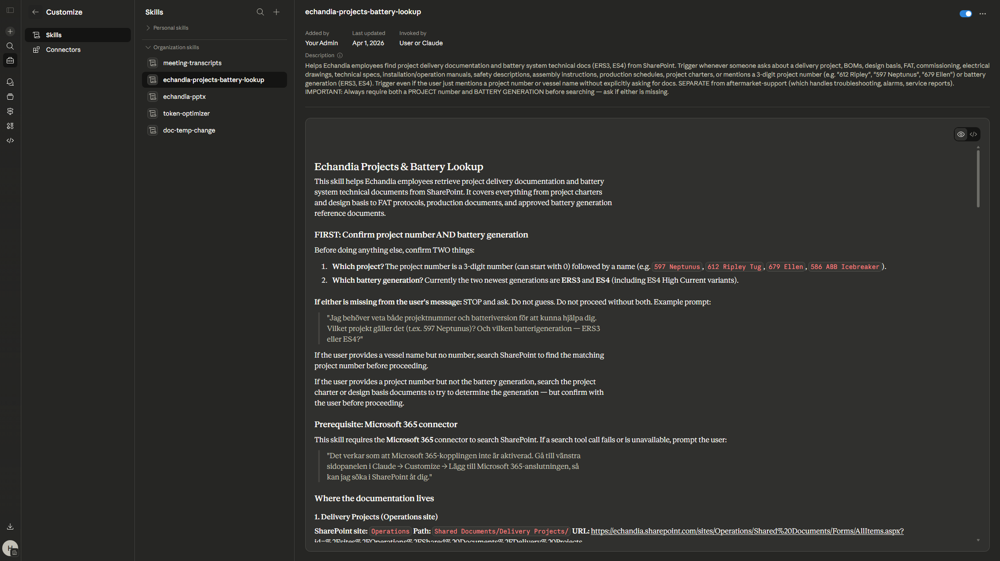 Customize
Skills
Connectors
Skills
Personal skills
Organization skills
meeting-transcripts
echandia-projects-battery-lookup
echandia-pptx
token-optimizer
doc-temp-change
H
echandia-projects-battery-lookup
Added by
Your Admin
Last updated
Apr 1, 2026
Invoked by
User or Claude
Description
Helps Echandia employees find project delivery documentation and battery system technical docs (ERS3, ES4) from SharePoint. Trigger whenever someone asks about a delivery project, BOMs, design basis, FAT, commissioning, electrical
drawings, technical specs, installation/operation manuals, safety descriptions, assembly instructions, production schedules, project charters, or mentions a 3-digit project number (e.g. "612 Ripley", "597 Neptunus", "679 Ellen") or battery
generation (ERS3, ES4). Trigger even if the user just mentions a project number or vessel name without explicitly asking for docs. SEPARATE from aftermarket-support (which handles troubleshooting, alarms, service reports).
IMPORTANT: Always require both a PROJECT number and BATTERY GENERATION before searching — ask if either is missing.
Echandia Projects & Battery Lookup
This skill helps Echandia employees retrieve project delivery documentation and battery
system technical documents from SharePoint. It covers everything from project charters
and design basis to FAT protocols, production documents, and approved battery generation
reference documents.
FIRST: Confirm project number AND battery generation
Before doing anything else, confirm TWO things:
1. Which project? The project number is a 3-digit number (can start with 0) followed by a name (e.g. 597 Neptunus, 612 Ripley Tug, 679 Ellen, 586 ABB Icebreaker).
2. Which battery generation? Currently the two newest generations are ERS3 and ES4 (including ES4 High Current variants).
If either is missing from the user's message: STOP and ask. Do not guess. Do not proceed without both. Example prompt:
"Jag behöver veta både projektnummer och batteriversion för att kunna hjälpa dig.
Vilket projekt gäller det (t.ex. 597 Neptunus)? Och vilken batterigeneration — ERS3
eller ES4?"
If the user provides a vessel name but no number, search SharePoint to find the matching
project number before proceeding.
If the user provides a project number but not the battery generation, search the project
charter or design basis documents to try to determine the generation — but confirm with
the user before proceeding.
Prerequisite: Microsoft 365 connector
This skill requires the Microsoft 365 connector to search SharePoint. If a search tool call fails or is unavailable, prompt the user:
"Det verkar som att Microsoft 365-kopplingen inte är aktiverad. Gå till vänstra
sidopanelen i Claude → Customize → Lägg till Microsoft 365-anslutningen, så
kan jag söka i SharePoint åt dig."
Where the documentation lives
1. Delivery Projects (Operations site)
SharePoint site: Operations Path: Shared Documents/Delivery Projects/ URL: https://echandia.sharepoint.com/sites/Operations/Shared%20Documents/Forms/AllItems.aspx?
id=%2Fsites%2FOperations%2FShared%20Documents%2FDelivery%20Projects